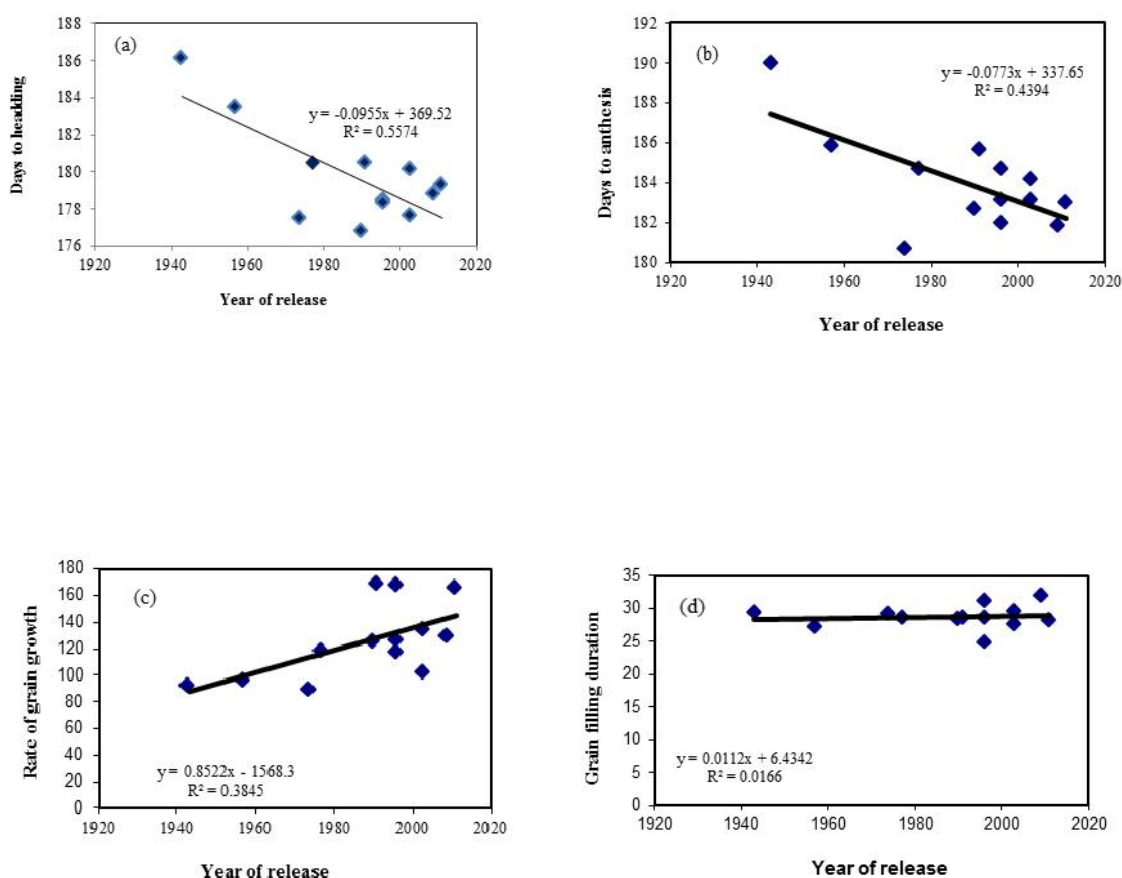 188
186
184
182
180
178
176
(a)
y = -0.0955x + 369.52
R² = 0.5574
Days to headding
1920
1940
1960
1980
2000
2020
Year of release
192
190
188
186
184
182
180
(b)
y = -0.0773x + 337.65
R² = 0.4394
Days to anthesis
1920
1940
1960
1980
2000
2020
Year of release
180
160
140
120
100
80
60
40
20
0
(c)
y = 0.8522x - 1568.3
R² = 0.3845
Rate of grain growth
1920
1940
1960
1980
2000
2020
Year of release
35
30
25
20
15
10
5
0
(d)
y = 0.0112x + 6.4342
R² = 0.0166
Grain filling duration
1920
1940
1960
1980
2000
2020
Year of release